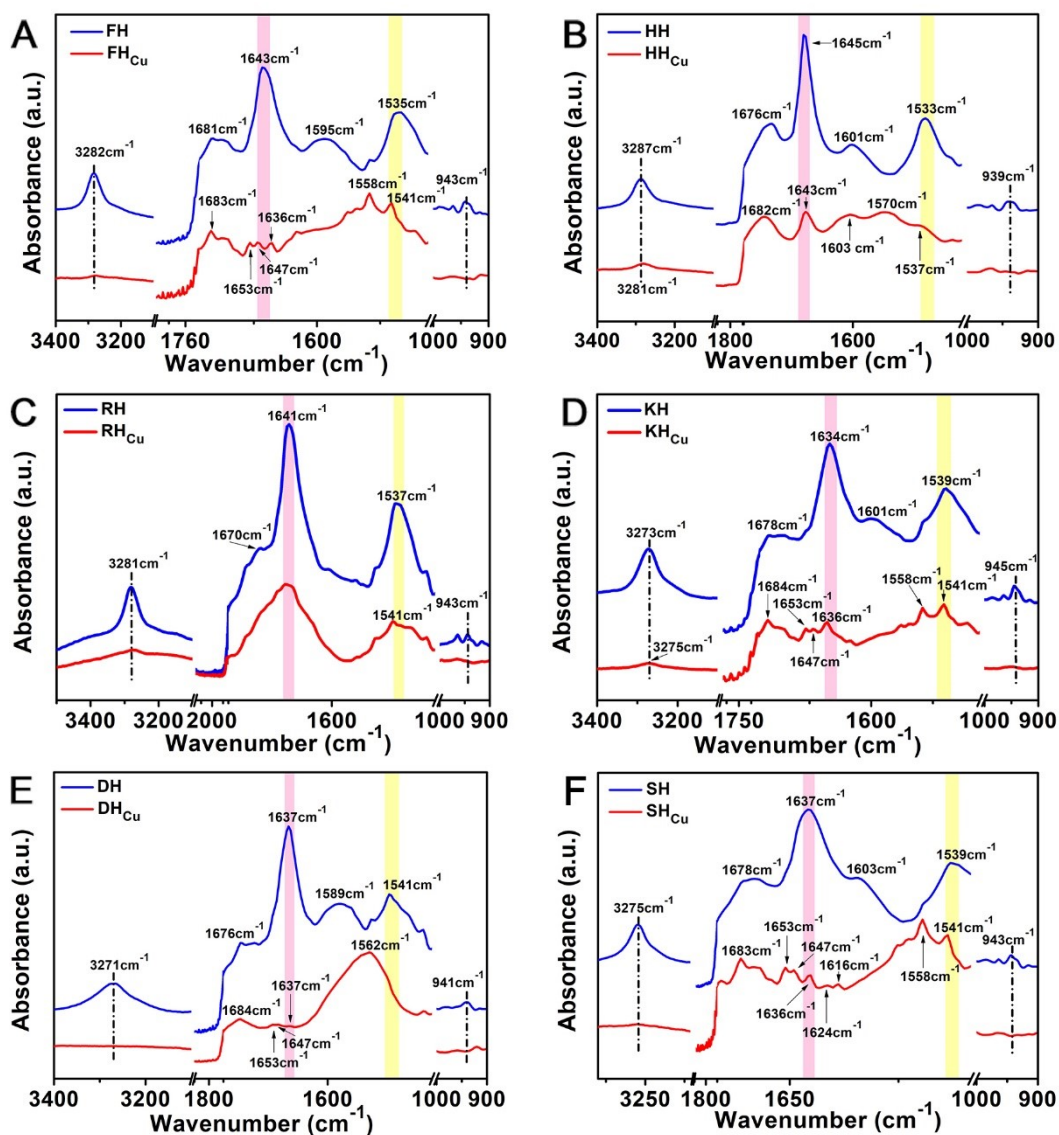 A
FH
FH_Cu
1643cm⁻¹
1535cm⁻¹
1681cm⁻¹
1595cm⁻¹
3282cm⁻¹
1558cm⁻¹
943cm⁻¹
1683cm⁻¹
1636cm⁻¹
1541cm⁻¹
1647cm⁻¹
1653cm⁻¹
Absorbance (a.u.)
3400 3200 1760 1600 1000 900
Wavenumber (cm⁻¹)
B
HH
HH_Cu
1645cm⁻¹
1676cm⁻¹
1533cm⁻¹
1601cm⁻¹
3287cm⁻¹
939cm⁻¹
1643cm⁻¹
1682cm⁻¹
1570cm⁻¹
1603 cm⁻¹
3281cm⁻¹
1537cm⁻¹
Absorbance (a.u.)
3400 3200 1800 1600 1000 900
Wavenumber (cm⁻¹)
C
RH
RH_Cu
1641cm⁻¹
1537cm⁻¹
1670cm⁻¹
3281cm⁻¹
943cm⁻¹
1541cm⁻¹
Absorbance (a.u.)
3400 3200 2000 1600 1000 900
Wavenumber (cm⁻¹)
D
KH
KH_Cu
1634cm⁻¹
1539cm⁻¹
1678cm⁻¹
1601cm⁻¹
3273cm⁻¹
945cm⁻¹
1684cm⁻¹
1558cm⁻¹
1541cm⁻¹
1653cm⁻¹
1636cm⁻¹
3275cm⁻¹
1647cm⁻¹
Absorbance (a.u.)
3400 3200 1750 1600 1000 900
Wavenumber (cm⁻¹)
E
DH
DH_Cu
1637cm⁻¹
1589cm⁻¹
1541cm⁻¹
1676cm⁻¹
1562cm⁻¹
3271cm⁻¹
941cm⁻¹
1637cm⁻¹
1684cm⁻¹
1647cm⁻¹
1653cm⁻¹
Absorbance (a.u.)
3400 3200 1800 1600 1000 900
Wavenumber (cm⁻¹)
F
SH
SH_Cu
1637cm⁻¹
1678cm⁻¹
1603cm⁻¹
1539cm⁻¹
3275cm⁻¹
1653cm⁻¹
1647cm⁻¹
1541cm⁻¹
943cm⁻¹
1683cm⁻¹
1616cm⁻¹
1558cm⁻¹
1636cm⁻¹
1624cm⁻¹
Absorbance (a.u.)
3250 1800 1650 1000 900
Wavenumber (cm⁻¹)